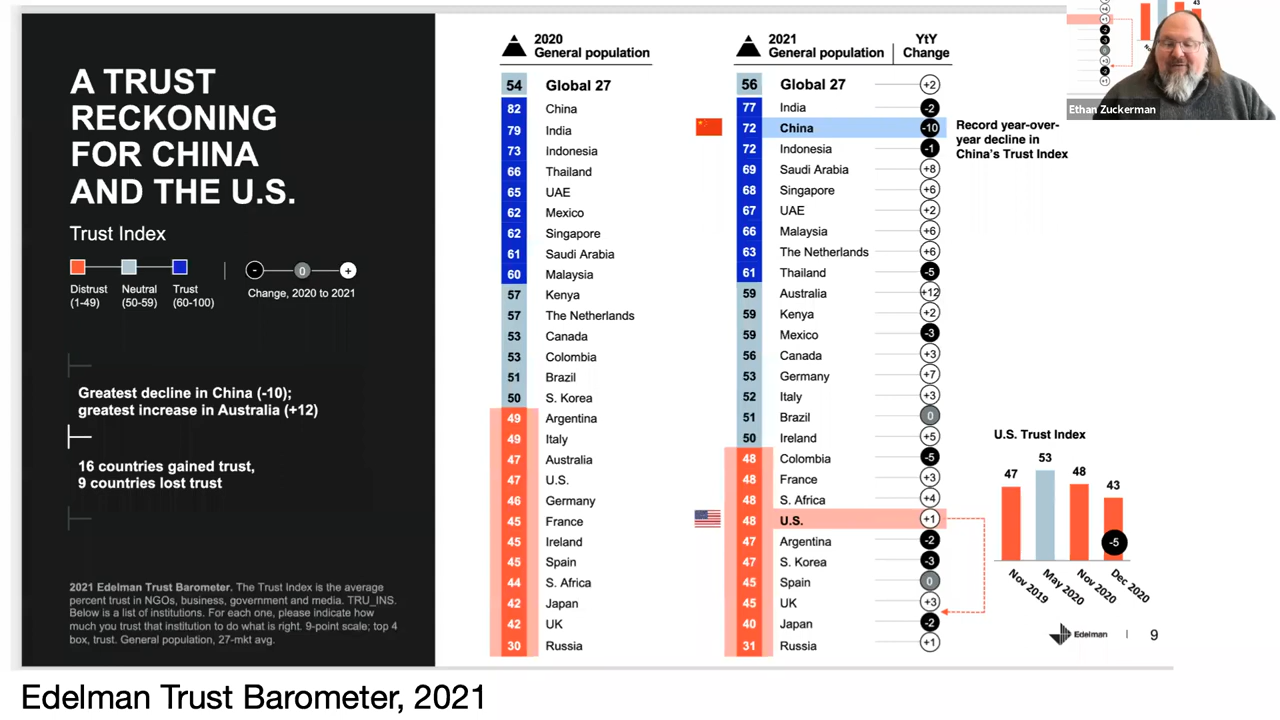 A TRUST
RECKONING
FOR CHINA
AND THE U.S.
Trust Index
Distrust
(1-49)
Neutral
(50-59)
Trust
(60-100)
- 0 +
Change, 2020 to 2021
Greatest decline in China (-10);
greatest increase in Australia (+12)
16 countries gained trust,
9 countries lost trust
2021 Edelman Trust Barometer. The Trust Index is the average
percent trust in NGOs, business, government and media. TRU_INS.
Below is a list of institutions. For each one, please indicate how
much you trust that institution to do what is right. 9-point scale; top 4
box, trust. General population, 27-mkt avg.
2020
General population
54 Global 27
82 China
79 India
73 Indonesia
66 Thailand
65 UAE
62 Mexico
62 Singapore
61 Saudi Arabia
60 Malaysia
57 Kenya
57 The Netherlands
53 Canada
53 Colombia
51 Brazil
50 S. Korea
49 Argentina
49 Italy
47 Australia
47 U.S.
46 Germany
45 France
45 Ireland
45 Spain
44 S. Africa
42 Japan
42 UK
30 Russia
2021
General population
YtY
Change
56 Global 27 +2
77 India -2
72 China -10
72 Indonesia -1
69 Saudi Arabia +8
68 Singapore +6
67 UAE +2
66 Malaysia +6
63 The Netherlands +6
61 Thailand -5
59 Australia +12
59 Kenya +2
59 Mexico -3
56 Canada +3
53 Germany +7
52 Italy +3
51 Brazil 0
50 Ireland +5
48 Colombia -5
48 France +3
48 S. Africa +4
48 U.S. +1
47 Argentina -2
47 S. Korea -3
45 Spain 0
45 UK +3
40 Japan -2
31 Russia +1
Record year-over-
year decline in
China's Trust Index
U.S. Trust Index
47 53 48 43
-5
Nov 2019
May 2020
Nov 2020
Dec 2020
Edelman | 9
Ethan Zuckerman
Edelman Trust Barometer, 2021